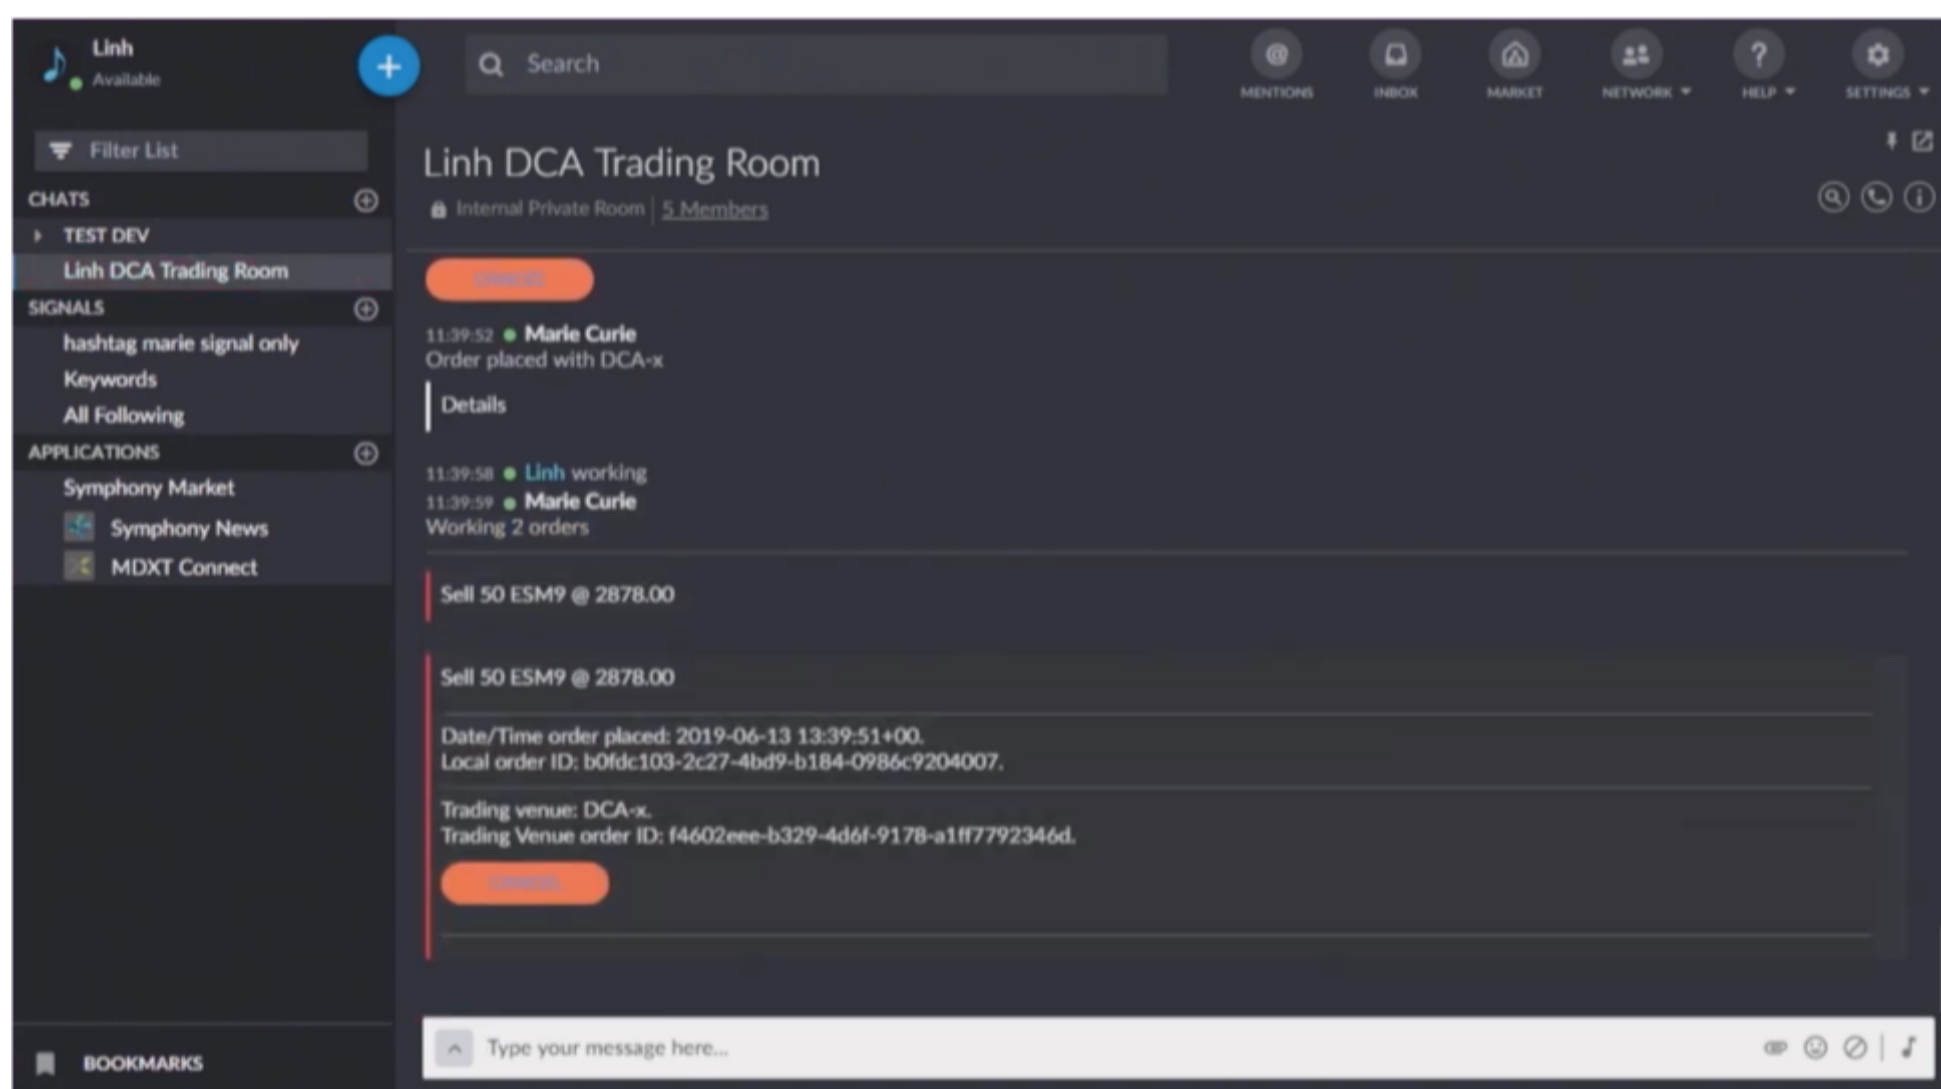 Linh
Available
Search
MENTIONS
INBOX
MARKET
NETWORK
HELP
SETTINGS
Filter List
CHATS
TEST DEV
Linh DCA Trading Room
SIGNALS
hashtag marie signal only
Keywords
All Following
APPLICATIONS
Symphony Market
Symphony News
MDXT Connect
BOOKMARKS
Linh DCA Trading Room
Internal Private Room | 5 Members
11:39:52 Marie Curie
Order placed with DCA-x
Details
11:39:58 Linh working
11:39:59 Marie Curie
Working 2 orders
Sell 50 ESM9 @ 2878.00
Sell 50 ESM9 @ 2878.00
Date/Time order placed: 2019-06-13 13:39:51+00.
Local order ID: b0fdc103-2c27-4bd9-b184-0986c9204007.
Trading venue: DCA-x.
Trading Venue order ID: f4602eee-b329-4d6f-9178-a1ff7792346d.
Type your message here...